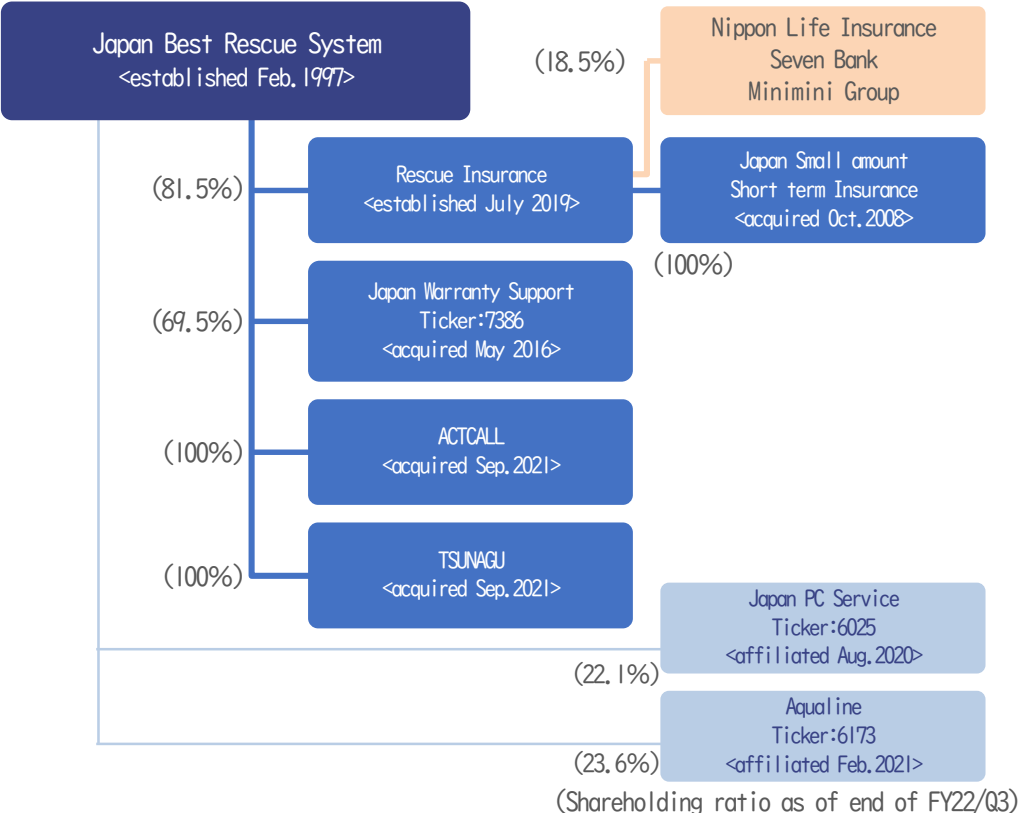 Japan Best Rescue System
<established Feb.1997>
(18.5%)
Nippon Life Insurance
Seven Bank
Minimini Group
(81.5%)
Rescue Insurance
<established July 2019>
Japan Small amount
Short term Insurance
<acquired Oct.2008>
(100%)
(69.5%)
Japan Warranty Support
Ticker:7386
<acquired May 2016>
(100%)
ACTCALL
<acquired Sep.2021>
(100%)
TSUNAGU
<acquired Sep.2021>
Japan PC Service
Ticker:6025
<affiliated Aug.2020>
(22.1%)
Aqualine
Ticker:6173
<affiliated Feb.2021>
(23.6%)
(Shareholding ratio as of end of FY22/Q3)